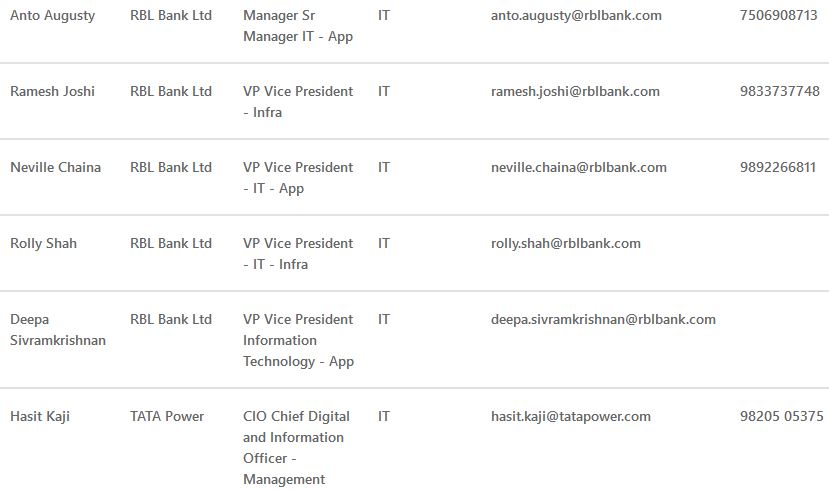 Anto Augusty RBL Bank Ltd Manager Sr IT anto.augusty@rblbank.com 7506908713
Manager IT - App
Ramesh Joshi RBL Bank Ltd VP Vice President IT ramesh.joshi@rblbank.com 9833737748
- Infra
Neville Chaina RBL Bank Ltd VP Vice President IT neville.chaina@rblbank.com 9892266811
- IT - App
Rolly Shah RBL Bank Ltd VP Vice President IT rolly.shah@rblbank.com
- IT - Infra
Deepa RBL Bank Ltd VP Vice President IT deepa.sivramkrishnan@rblbank.com
Sivramkrishnan Information
Technology - App
Hasit Kaji TATA Power CIO Chief Digital IT hasit.kaji@tatapower.com 98205 05375
and Information
Officer -
Management